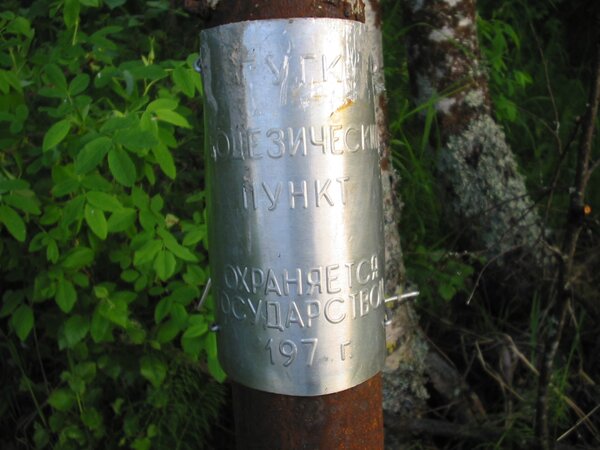 ГУГК
ОДЕЗИЧЕСКИ
ПУНКТ
ОХРАНЯЕТСЯ
ОСУДАРСТВО
197 г.